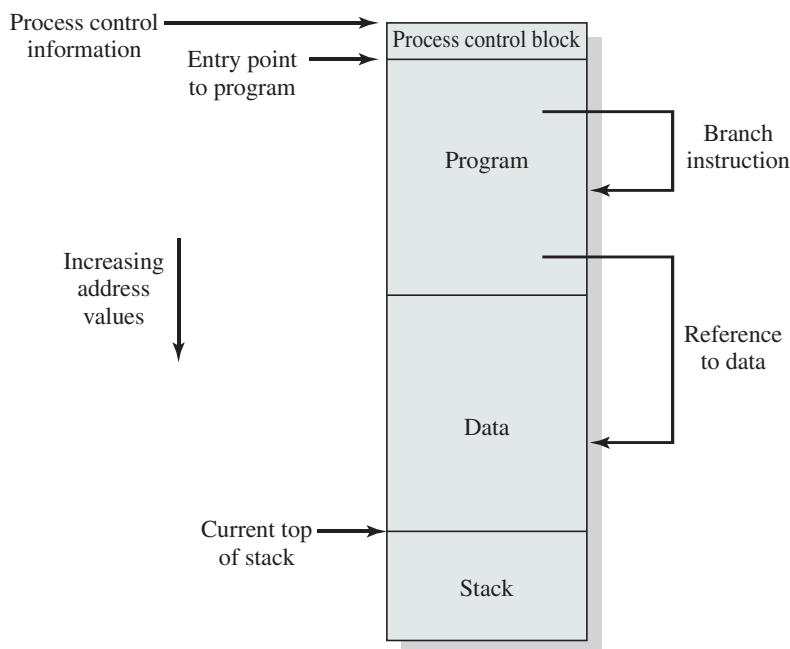 Process control
information
Process control block
Entry point
to program
Program
Branch
instruction
Increasing
address
values
Reference
to data
Data
Current top
of stack
Stack